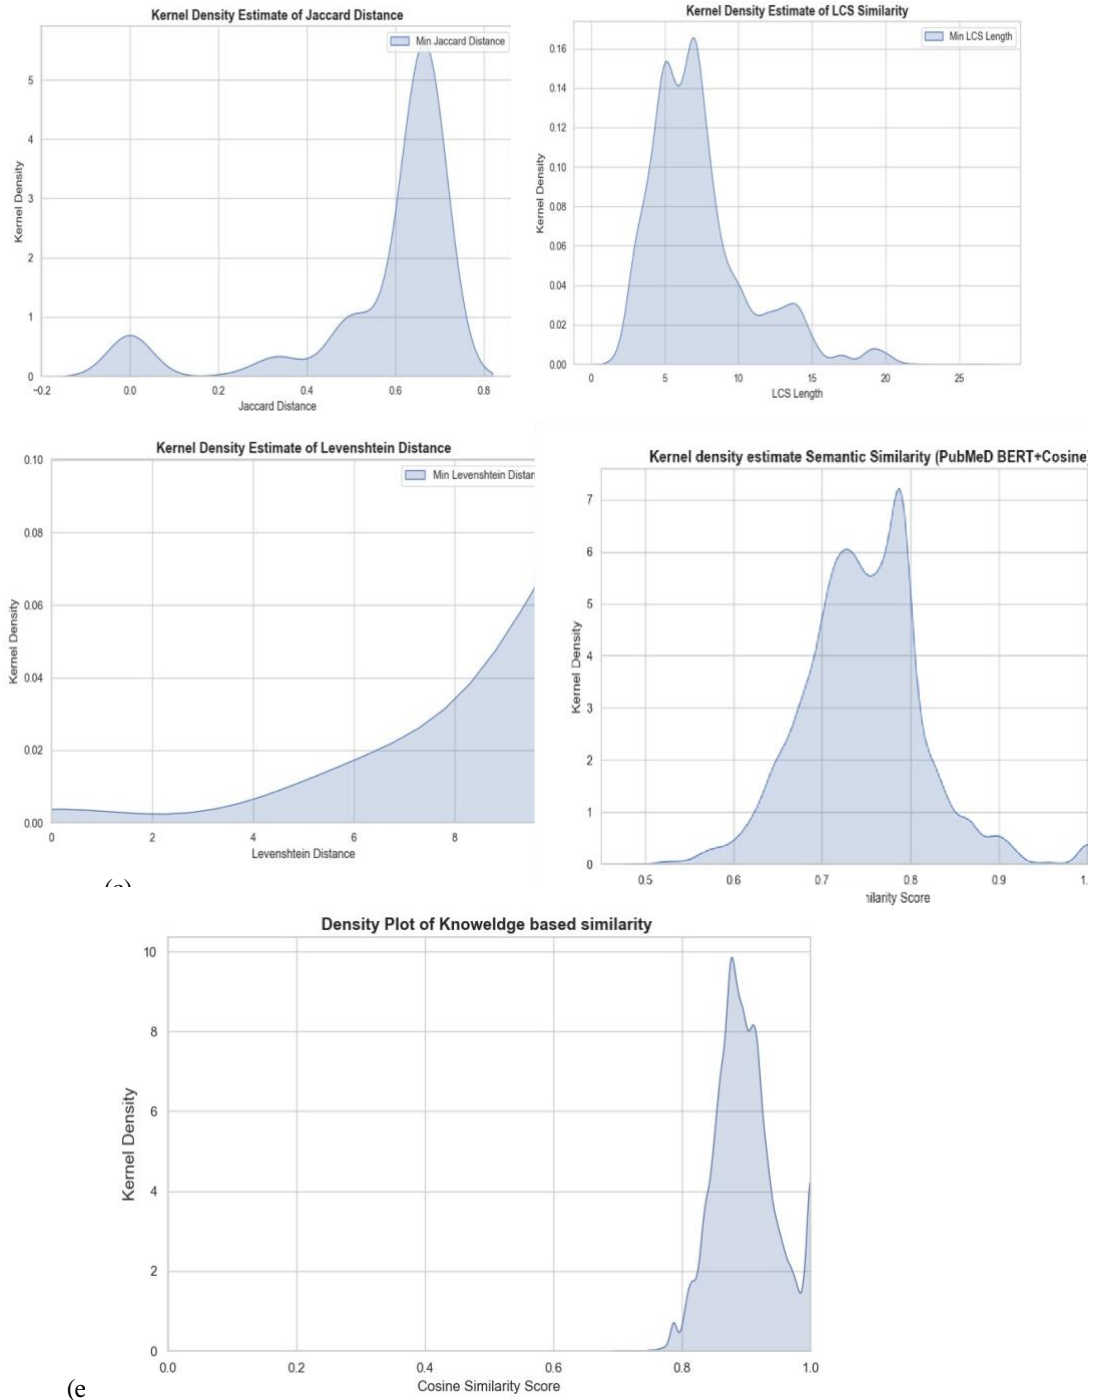 Kernel Density Estimate of Jaccard Distance
Min Jaccard Distance
5
4
3
2
1
0
Kernel Density
−0.2 0.0 0.2 0.4 0.6 0.8
Jaccard Distance
Kernel Density Estimate of LCS Similarity
Min LCS Length
0.16
0.14
0.12
0.10
0.08
0.06
0.04
0.02
0.00
Kernel Density
0 5 10 15 20 25
LCS Length
Kernel Density Estimate of Levenshtein Distance
Min Levenshtein Distan
0.10
0.08
0.06
0.04
0.02
0.00
Kernel Density
0 2 4 6 8
Levenshtein Distance
Kernel density estimate Semantic Similarity (PubMeD BERT+Cosine)
7
6
5
4
3
2
1
0
Kernel Density
0.5 0.6 0.7 0.8 0.9 1.
ilarity Score
Density Plot of Knoweldge based similarity
10
8
6
4
2
0
Kernel Density
0.0 0.2 0.4 0.6 0.8 1.0
Cosine Similarity Score
(e